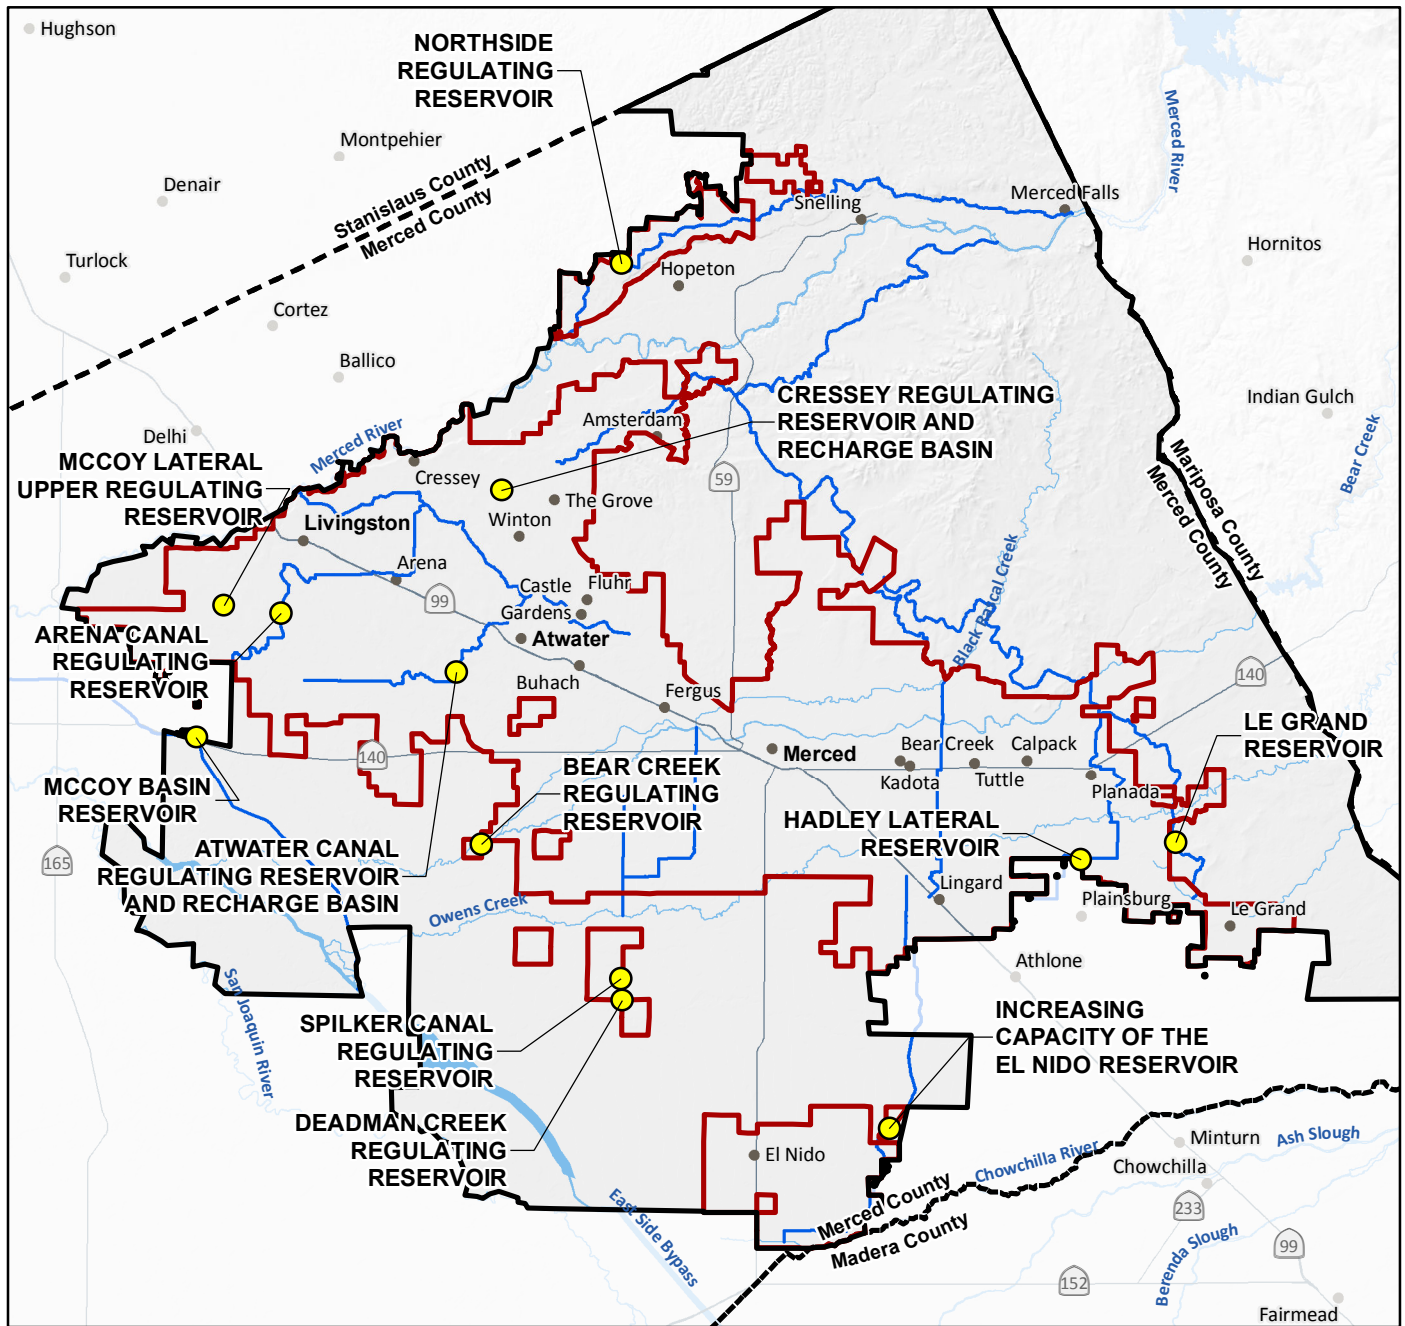 Hughson
NORTHSIDE
REGULATING
RESERVOIR
Montpehier
Denair
Stanislaus County
Merced County
Merced River
Snelling
Merced Falls
Hornitos
Turlock
Hopeton
Cortez
Ballico
Indian Gulch
CRESSEY REGULATING
RESERVOIR AND
RECHARGE BASIN
Amsterdam
Delhi
Merced River
Bear Creek
Mariposa County
Merced County
MCCOY LATERAL
UPPER REGULATING
RESERVOIR
Cressey
59
The Grove
Winton
Livingston
Black Rascal Creek
Arena
99
Castle
Gardens
Fluhr
Atwater
ARENA CANAL
REGULATING
RESERVOIR
Buhach
Fergus
140
LE GRAND
RESERVOIR
140
Merced
Bear Creek
Calpack
Kadota
Tuttle
Planada
MCCOY BASIN
RESERVOIR
BEAR CREEK
REGULATING
RESERVOIR
HADLEY LATERAL
RESERVOIR
165
ATWATER CANAL
REGULATING RESERVOIR
AND RECHARGE BASIN
Lingard
Plainsburg
Le Grand
Owens Creek
Athlone
San Joaquin River
SPILKER CANAL
REGULATING
RESERVOIR
INCREASING
CAPACITY OF THE
EL NIDO RESERVOIR
DEADMAN CREEK
REGULATING
RESERVOIR
El Nido
Minturn
Ash Slough
Chowchilla River
Chowchilla
East Side Bypass
Merced County
Madera County
233
Berenda Slough
99
152
Fairmead